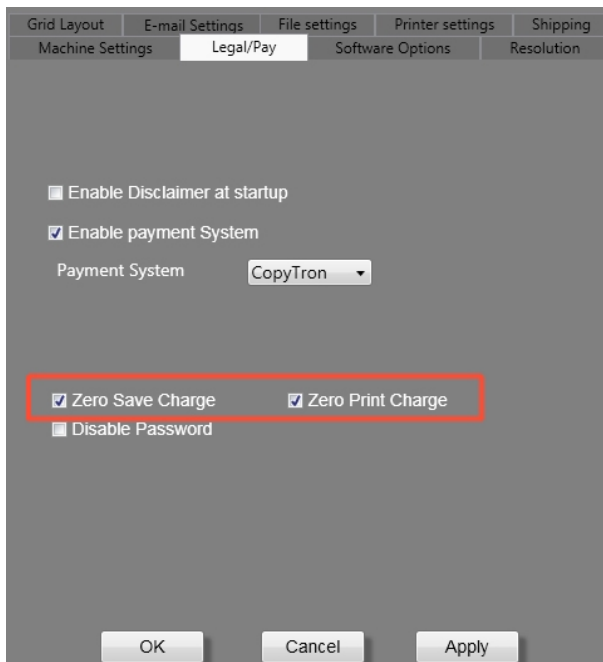 Grid Layout E-mail Settings File settings Printer settings Shipping
Machine Settings Legal/Pay Software Options Resolution
Enable Disclaimer at startup
Enable payment System
Payment System CopyTron
Zero Save Charge Zero Print Charge
Disable Password
OK Cancel Apply